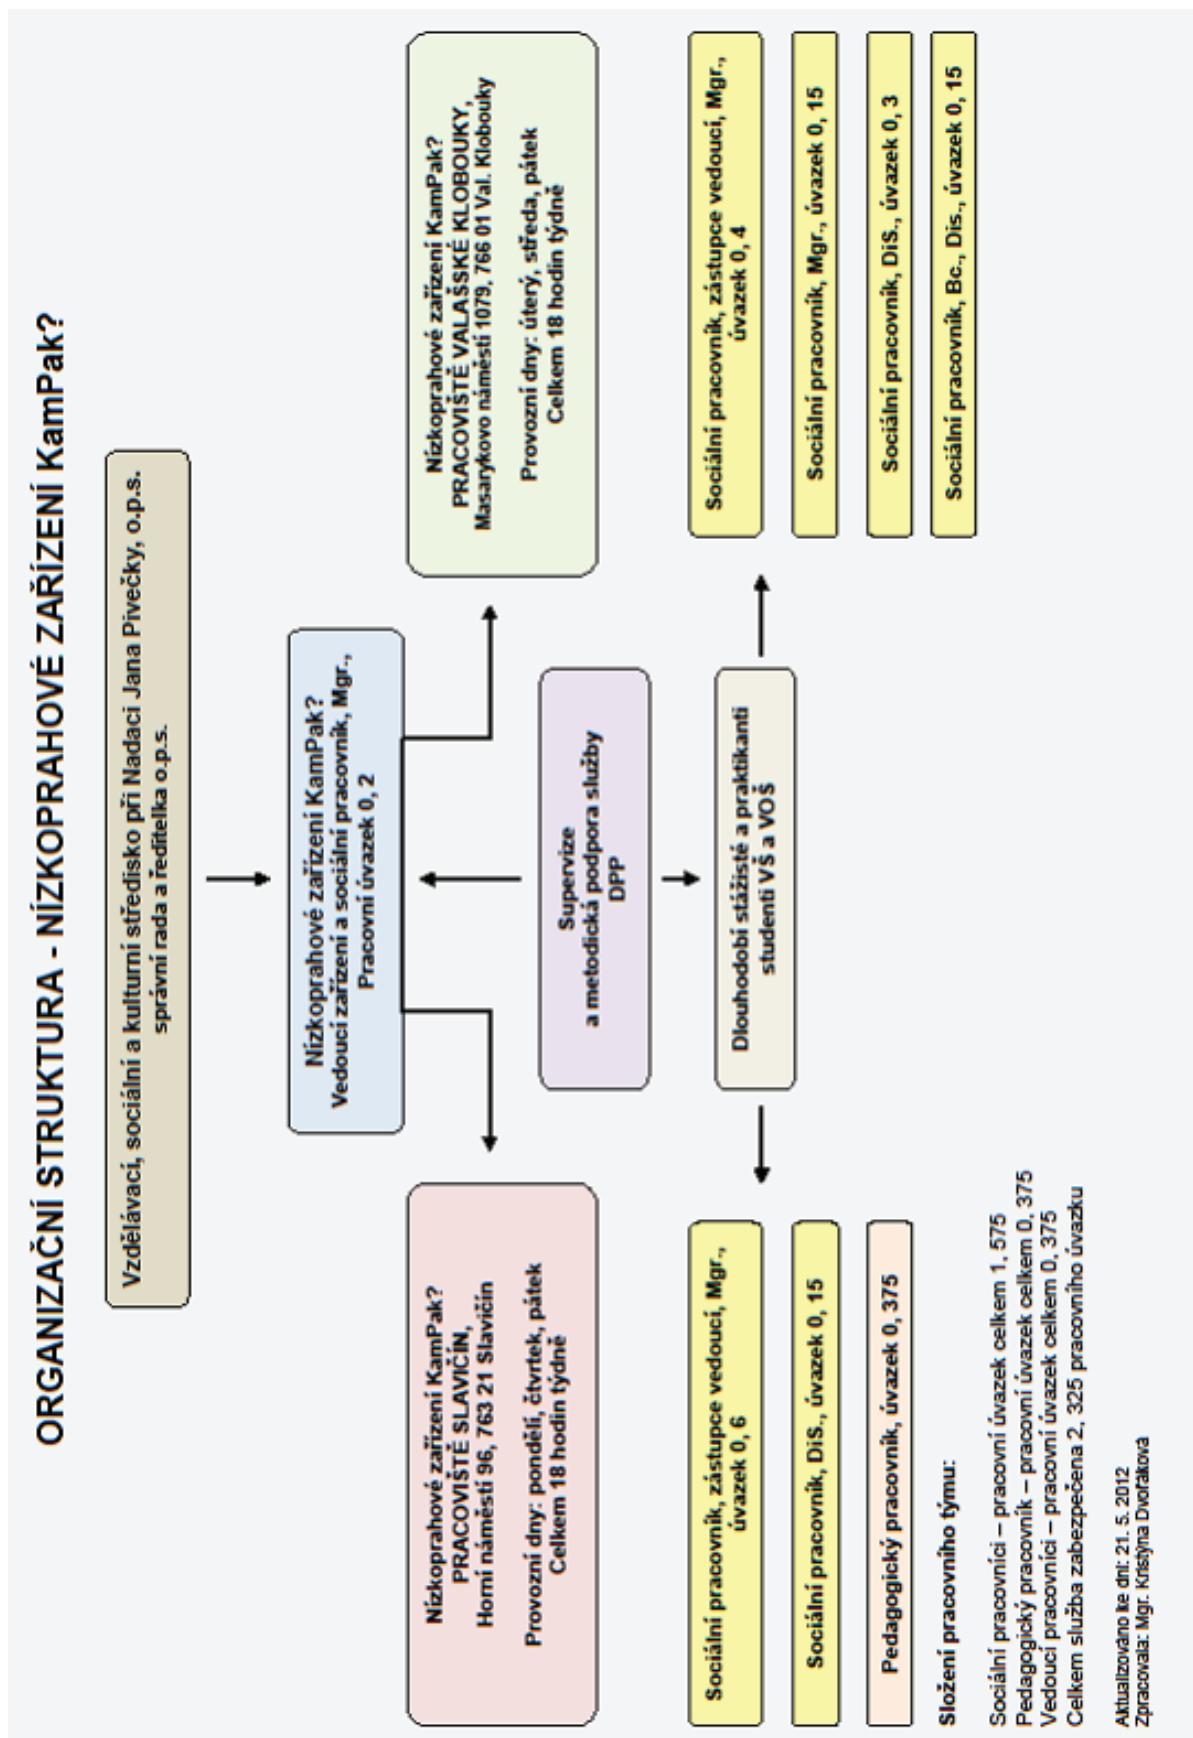 ORGANIZAČNÍ STRUKTURA - NÍZKOPRAHOVÉ ZAŘÍZENÍ KamPak?
Vzdělávací, sociální a kulturní středisko při Nadaci Jana Pivečky, o.p.s.
správní rada a ředitelka o.p.s.
Nízkoprahové zařízení KamPak?
Vedoucí zařízení a sociální pracovník, Mgr.,
Pracovní úvazek 0, 2
Nízkoprahové zařízení KamPak?
PRACOVIŠTĚ SLAVIČÍN,
Horní náměstí 96, 763 21 Slavičín
Provozní dny: pondělí, čtvrtek, pátek
Celkem 18 hodin týdně
Nízkoprahové zařízení KamPak?
PRACOVIŠTĚ VALAŠSKÉ KLOBOUKY,
Masarykovo náměstí 1079, 766 01 Val. Klobouky
Provozní dny: úterý, středa, pátek
Celkem 18 hodin týdně
Supervize
a metodická podpora služby
DPP
Dlouhodobí stážisté a praktikanti
studenti VŠ a VOŠ
Sociální pracovník, zástupce vedoucí, Mgr.,
úvazek 0, 6
Sociální pracovník, DiS., úvazek 0, 15
Pedagogický pracovník, úvazek 0, 375
Sociální pracovník, zástupce vedoucí, Mgr.,
úvazek 0, 4
Sociální pracovník, Mgr., úvazek 0, 15
Sociální pracovník, DiS., úvazek 0, 3
Sociální pracovník, Bc., Dis., úvazek 0, 15
Složení pracovního týmu:
Sociální pracovníci – pracovní úvazek celkem 1, 575
Pedagogický pracovník – pracovní úvazek celkem 0, 375
Vedoucí pracovníci – pracovní úvazek celkem 0, 375
Celkem služba zabezpečena 2, 325 pracovního úvazku
Aktualizováno ke dni: 21. 5. 2012
Zpracovala: Mgr. Kristýna Dvořáková